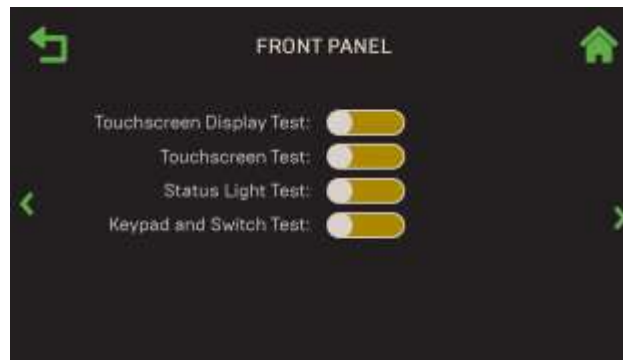 FRONT PANEL
Touchscreen Display Test:
Touchscreen Test:
Status Light Test:
Keypad and Switch Test: